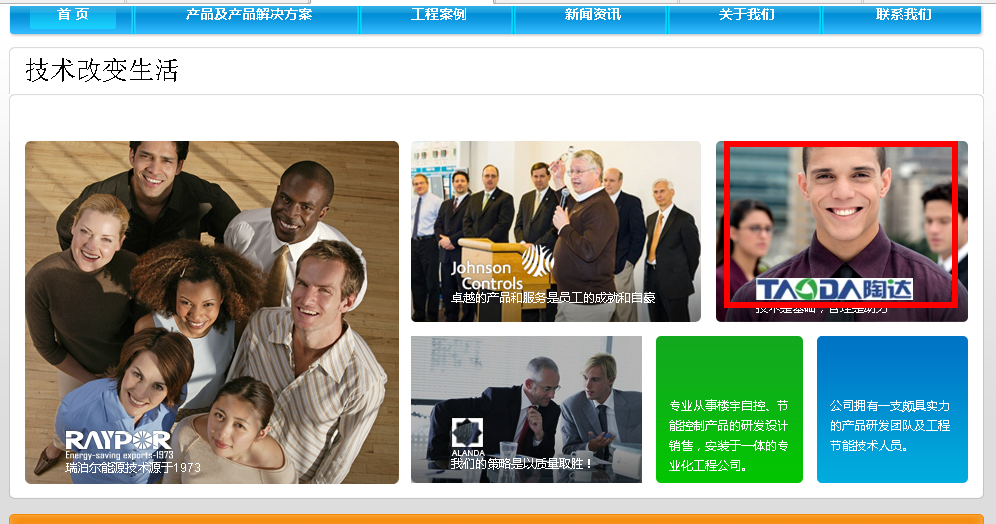 首 页
产品及产品解决方案
工程案例
新闻资讯
关于我们
联系我们
技术改变生活
Johnson
Controls
卓越的产品和服务是员工的成就和自豪
TAODA陶达
技术是基础，管理是动力
RAYPOR
Energy-saving exports-1973
瑞泊尔能源技术源于1973
ALANDA
我们的策略是以质量取胜！
专业从事楼宇自控、节
能控制产品的研发设计
销售，安装于一体的专
业化工程公司。
公司拥有一支颇具实力
的产品研发团队及工程
节能技术人员。